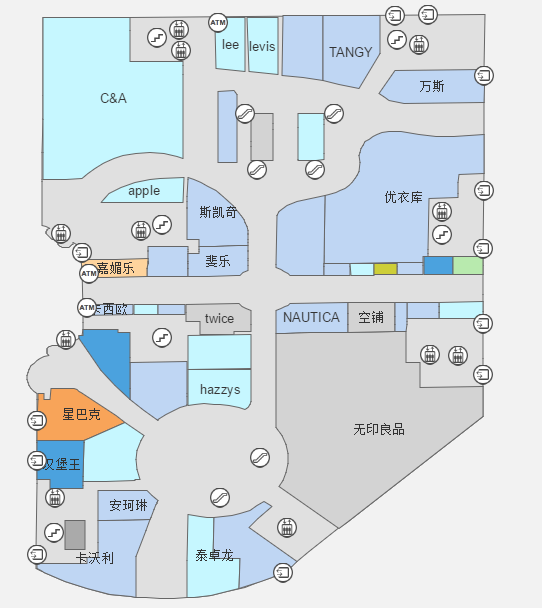 ATM
lee
levis
TANGY
万斯
C&A
apple
斯凯奇
优衣库
斐乐
嘉媚乐
ATM
ATM
卡西欧
twice
NAUTICA
空铺
hazzys
星巴克
无印良品
汉堡王
安珂琳
卡沃利
泰卓龙